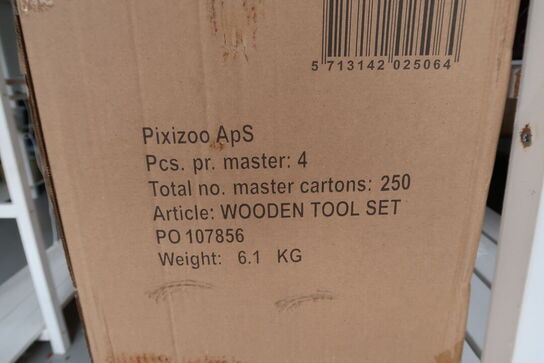 5 713142 025064
Pixizoo ApS
Pcs. pr. master: 4
Total no. master cartons: 250
Article: WOODEN TOOL SET
PO 107856
Weight: 6.1 KG